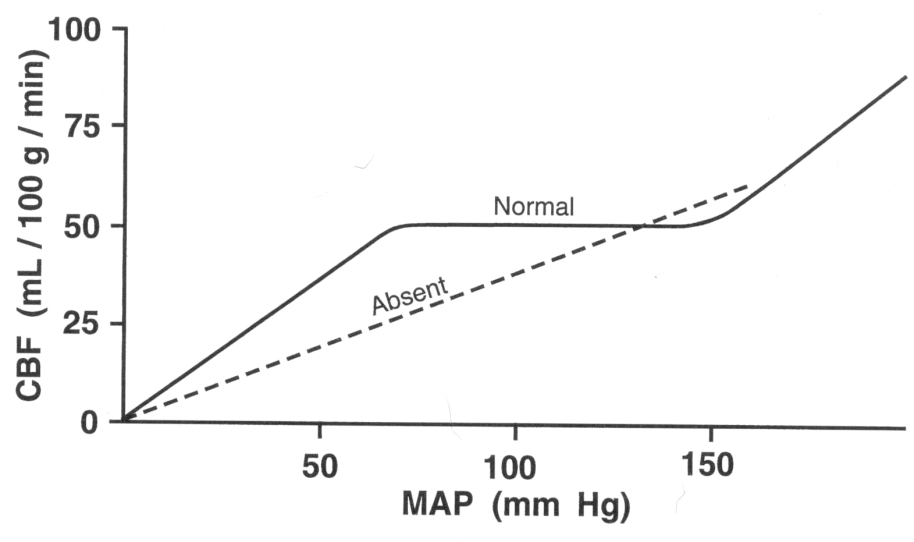 100
75
50
25
0
CBF (mL / 100 g / min)
Normal
Absent
50
100
150
MAP (mm Hg)